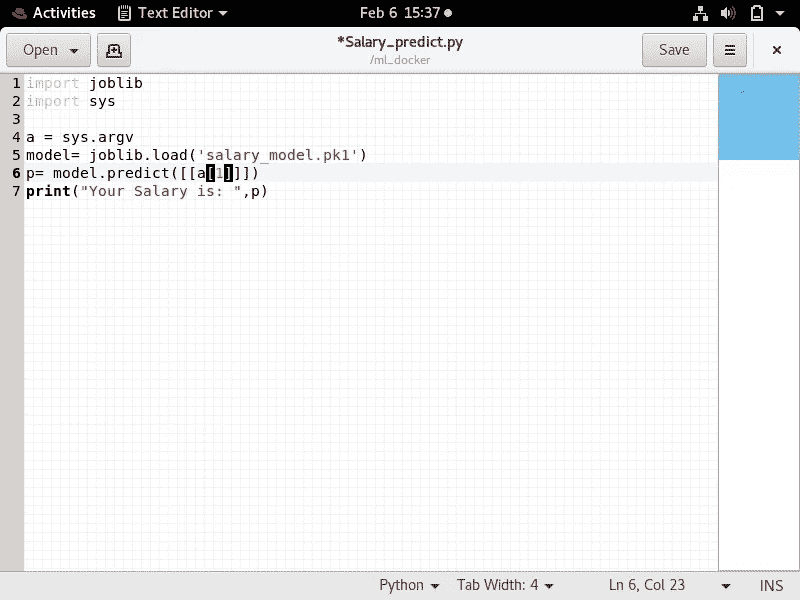 Activities Text Editor Feb 6 15:37
Open *Salary_predict.py Save
/ml_docker
1 import joblib
2 import sys
3
4 a = sys.argv
5 model= joblib.load('salary_model.pk1')
6 p= model.predict([[a[1]]])
7 print("Your Salary is: ",p)
Python Tab Width: 4 Ln 6, Col 23 INS